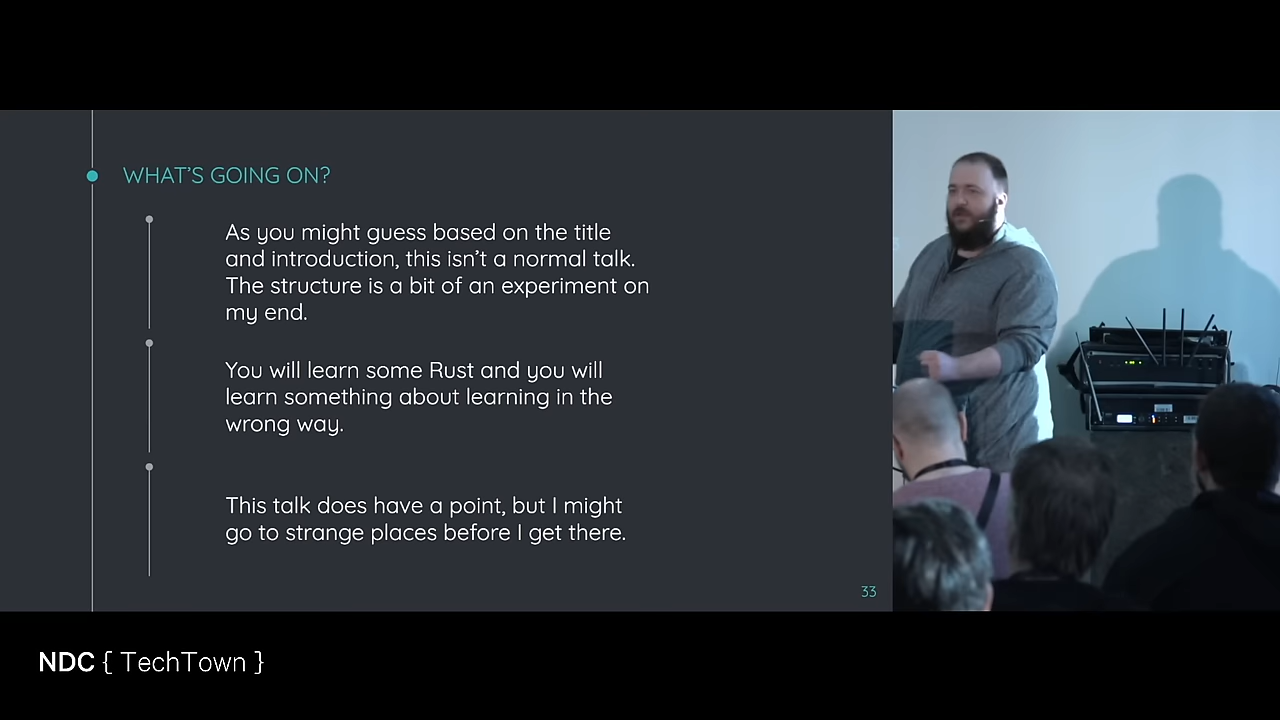 WHAT'S GOING ON?
As you might guess based on the title
and introduction, this isn't a normal talk.
The structure is a bit of an experiment on
my end.
You will learn some Rust and you will
learn something about learning in the
wrong way.
This talk does have a point, but I might
go to strange places before I get there.
33
NDC { TechTown }